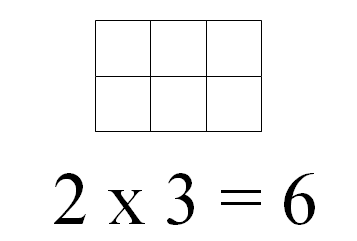 2 x 3 = 6